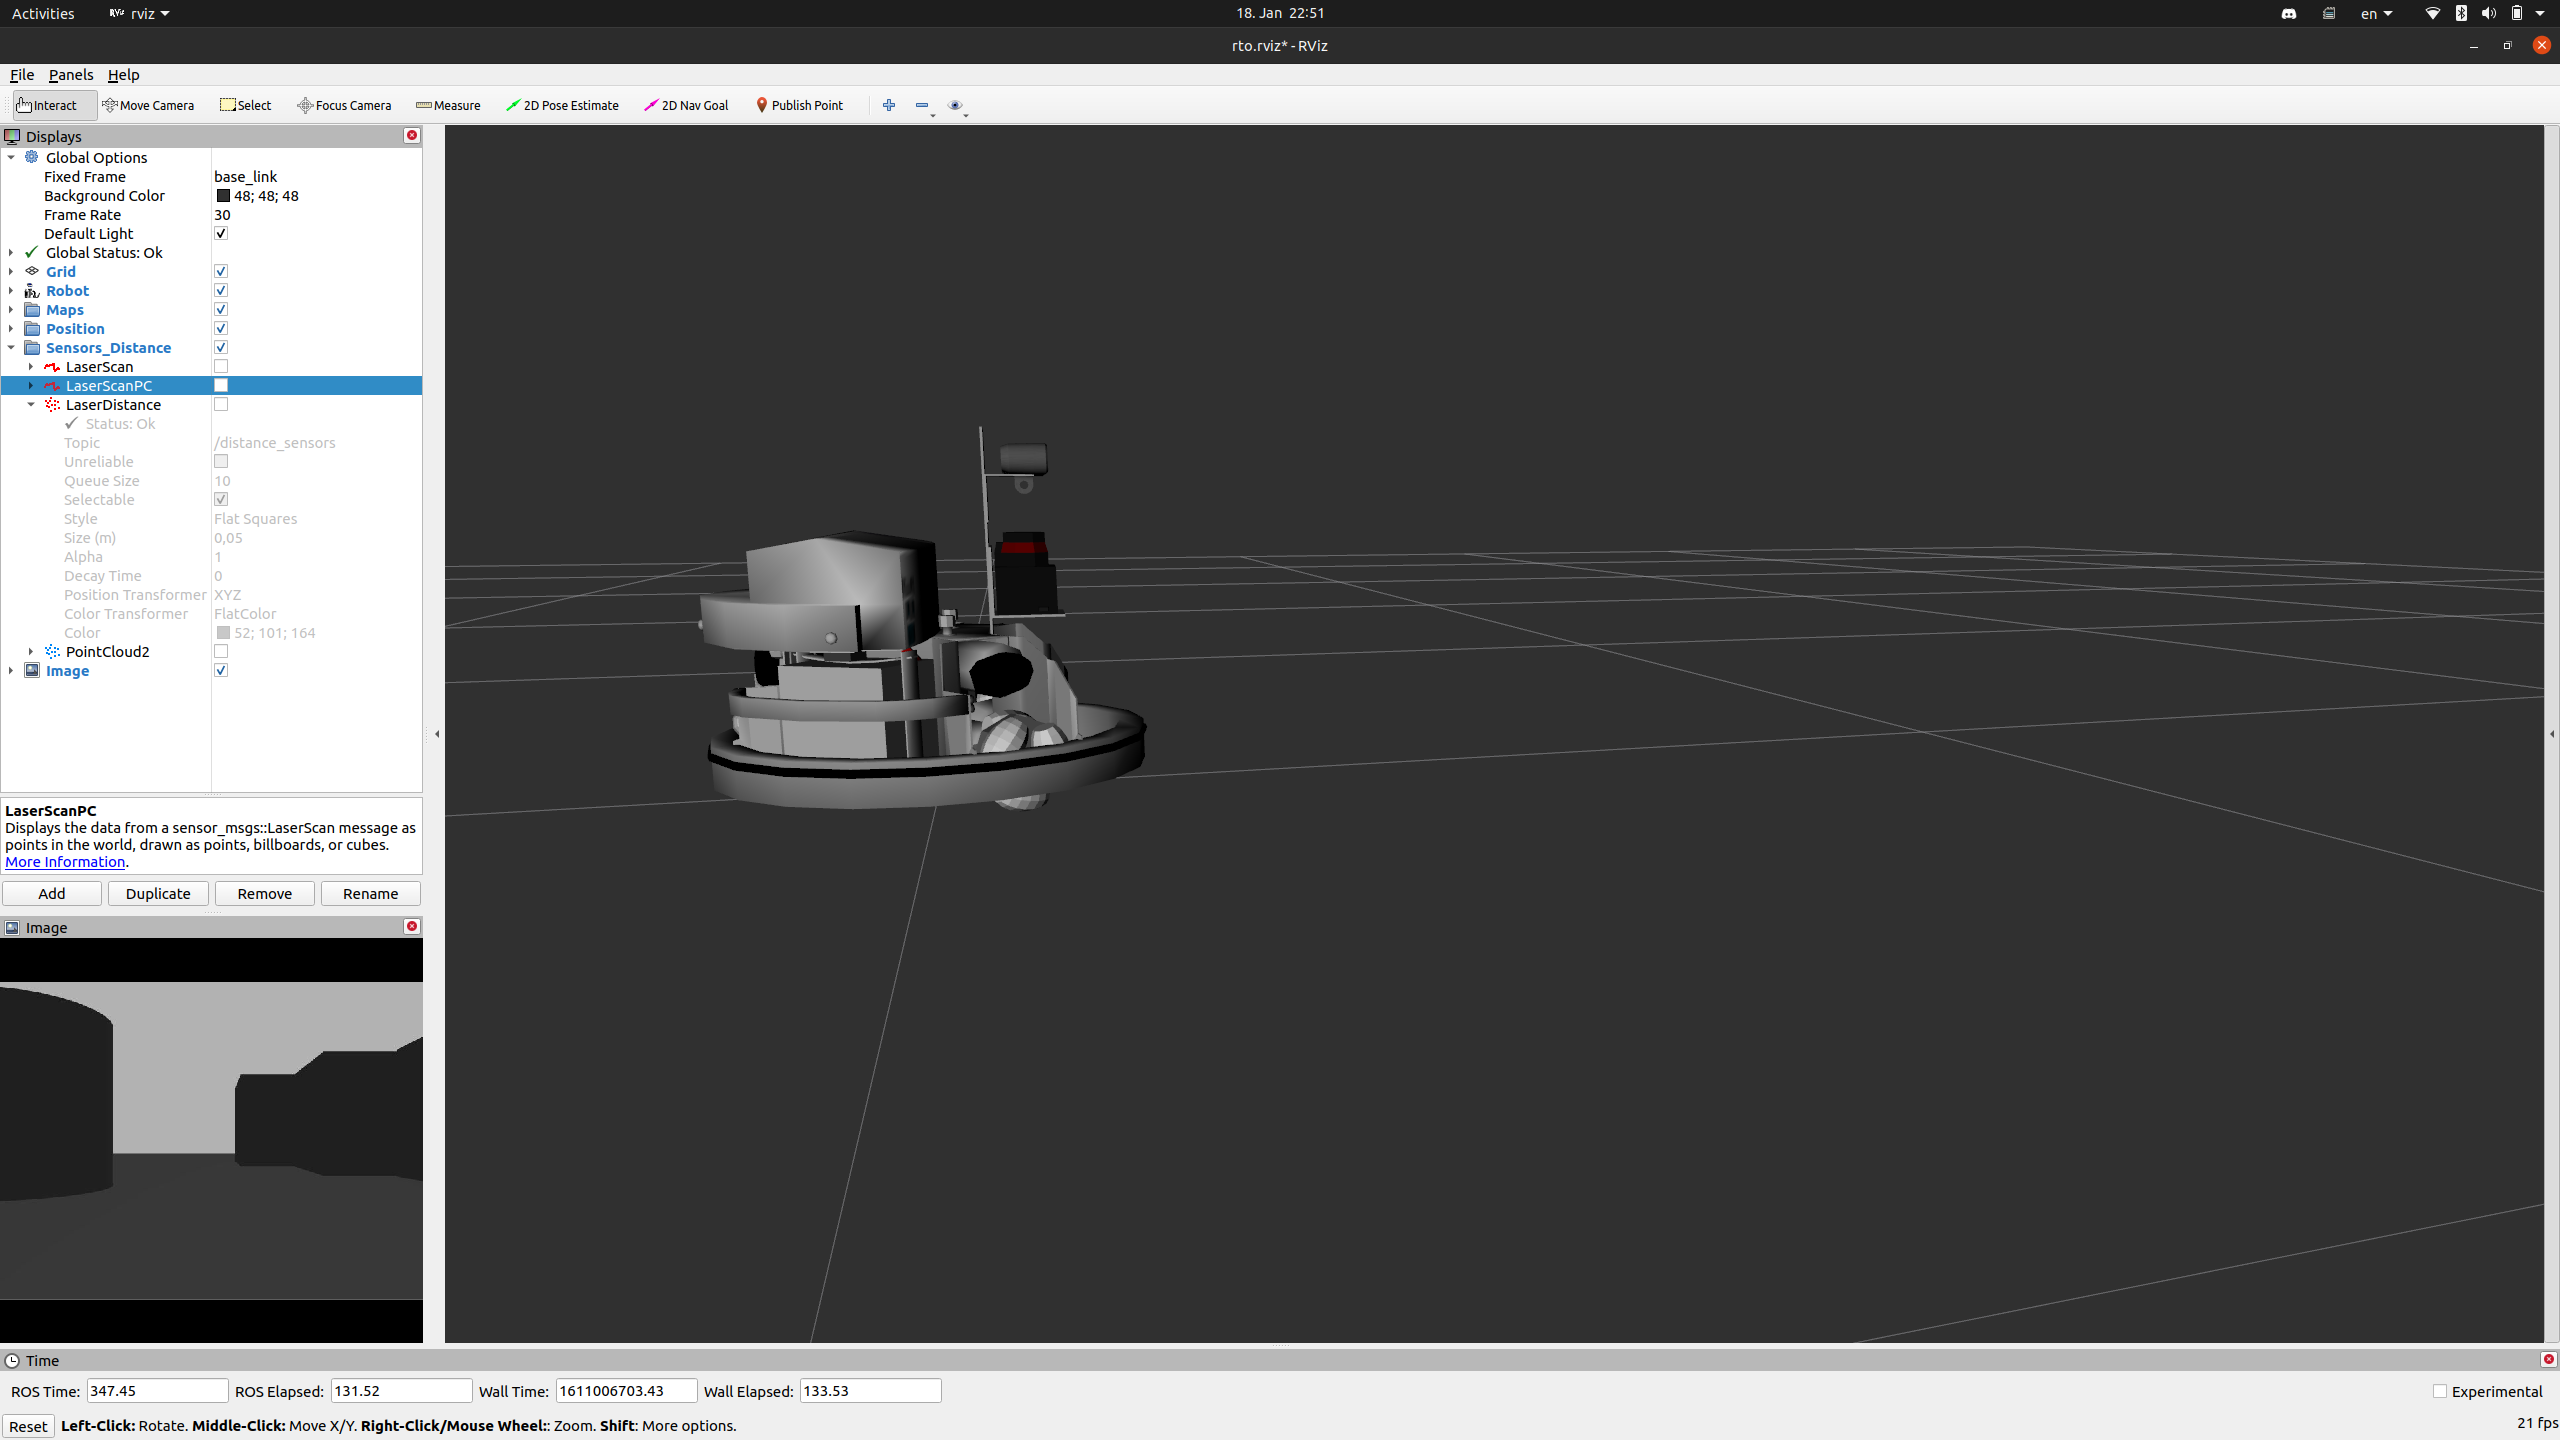 Activities rviz 18. Jan 22:51 en
rto.rviz* - RViz
File Panels Help
Interact Move Camera Select Focus Camera Measure 2D Pose Estimate 2D Nav Goal Publish Point
Displays
Global Options
Fixed Frame base_link
Background Color 48; 48; 48
Frame Rate 30
Default Light
Global Status: Ok
Grid
Robot
Maps
Position
Sensors_Distance
LaserScan
LaserScanPC
LaserDistance
Status: Ok
Topic /distance_sensors
Unreliable
Queue Size 10
Selectable
Style Flat Squares
Size (m) 0,05
Alpha 1
Decay Time 0
Position Transformer XYZ
Color Transformer FlatColor
Color 52; 101; 164
PointCloud2
Image
LaserScanPC
Displays the data from a sensor_msgs::LaserScan message as
points in the world, drawn as points, billboards, or cubes.
More Information.
Add Duplicate Remove Rename
Image
Time
ROS Time: 347.45 ROS Elapsed: 131.52 Wall Time: 1611006703.43 Wall Elapsed: 133.53 Experimental
Reset Left-Click: Rotate. Middle-Click: Move X/Y. Right-Click/Mouse Wheel:: Zoom. Shift: More options. 21 fps